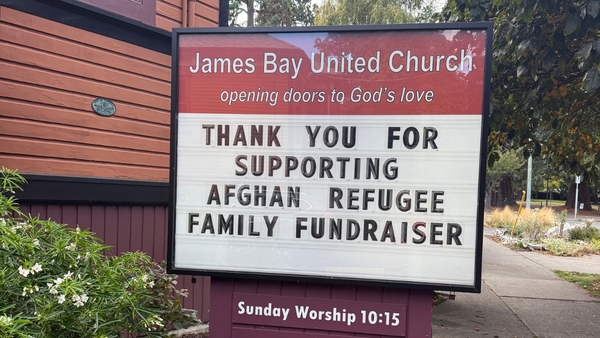 James Bay United Church
opening doors to God's love
THANK YOU FOR
SUPPORTING
AFGHAN REFUGEE
FAMILY FUNDRAISER
Sunday Worship 10:15